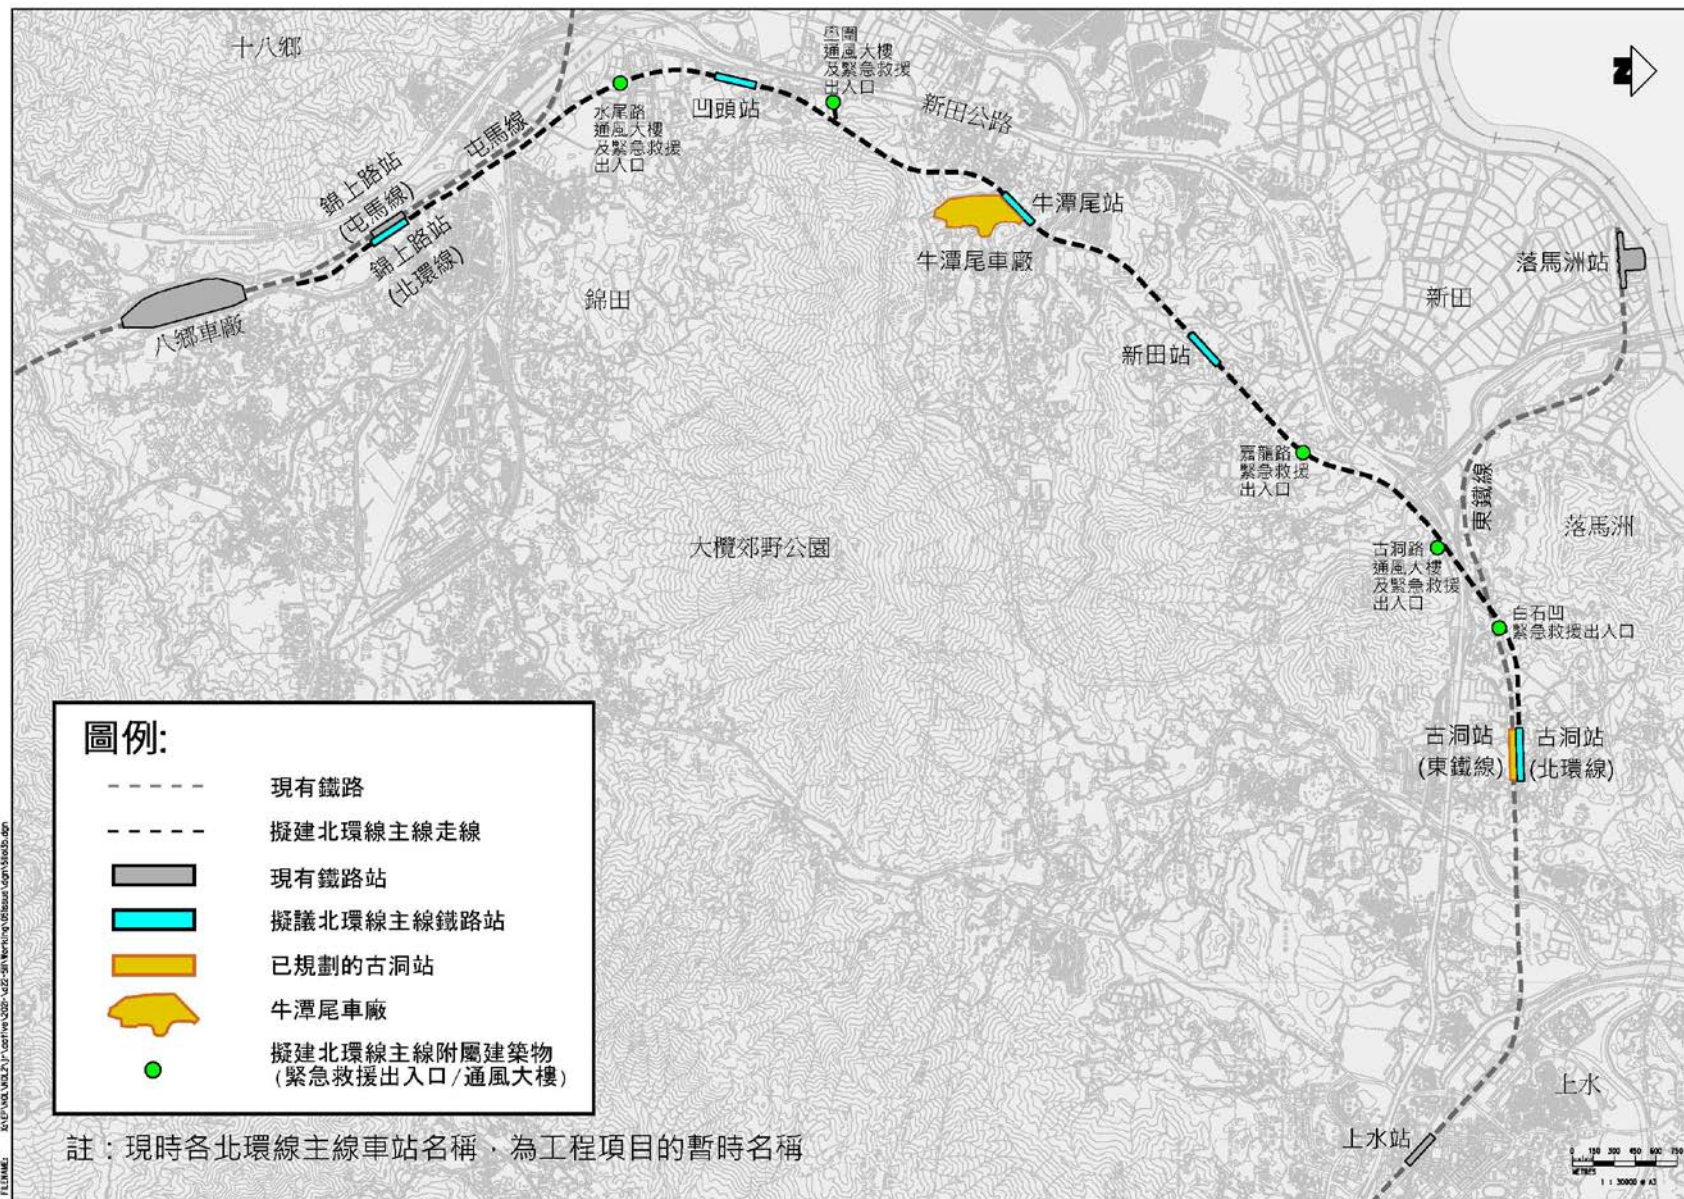 十八鄉
壆圍
通風大樓
及緊急救援
出入口
N
水尾路
通風大樓
及緊急救援
出入口
凹頭站
新田公路
屯馬線
錦上路站
(屯馬線)
錦上路站
(北環線)
牛潭尾站
牛潭尾車廠
落馬洲站
新田
錦田
八鄉車廠
新田站
嘉龍路
緊急救援
出入口
東鐵線
落馬洲
大欖郊野公園
古洞路
通風大樓
及緊急救援
出入口
白石凹
緊急救援出入口
古洞站
(東鐵線)
古洞站
(北環線)
圖例:
現有鐵路
擬建北環線主線走線
現有鐵路站
擬議北環線主線鐵路站
已規劃的古洞站
牛潭尾車廠
擬建北環線主線附屬建築物
(緊急救援出入口/通風大樓)
上水
上水站
註：現時各北環線主線車站名稱，為工程項目的暫時名稱
0 150 300 450 600 750
METRES
1 : 30000 @ A3
FILENAME: